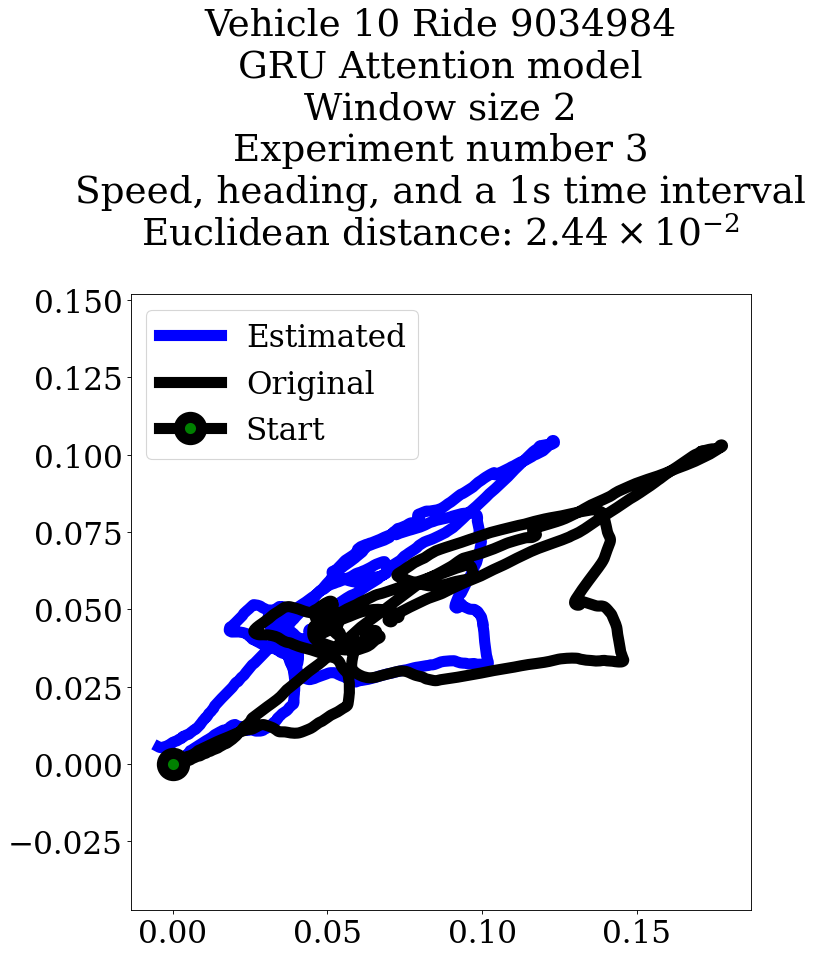 Vehicle 10 Ride 9034984
GRU Attention model
Window size 2
Experiment number 3
Speed, heading, and a 1s time interval
Euclidean distance: 2.44 × 10⁻²
0.150
0.125
0.100
0.075
0.050
0.025
0.000
−0.025
Estimated
Original
Start
0.00 0.05 0.10 0.15